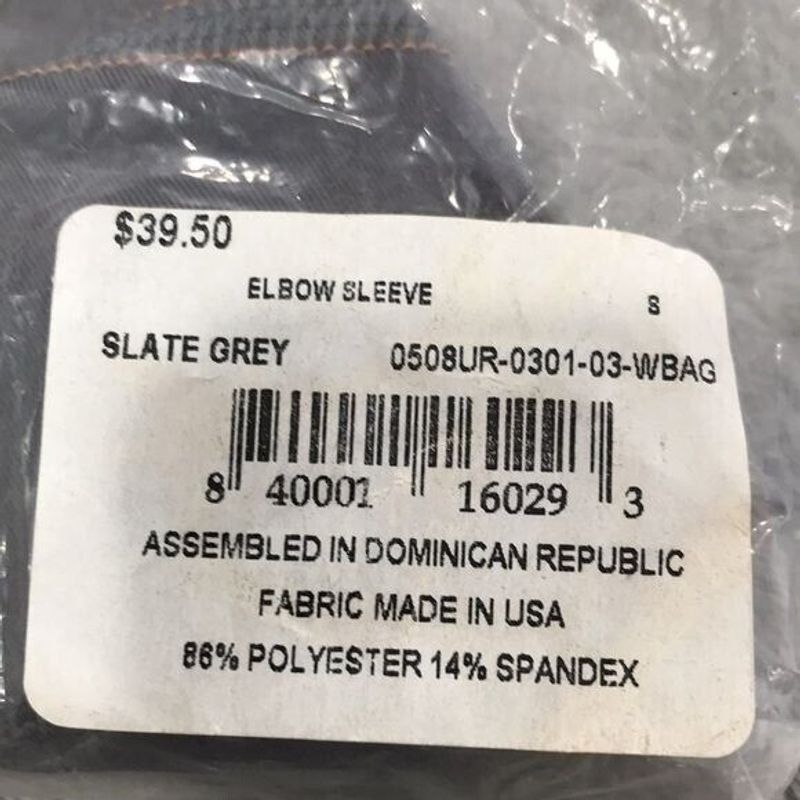 $39.50
ELBOW SLEEVE S
SLATE GREY 0508UR-0301-03-WBAG
8 40001 16029 3
ASSEMBLED IN DOMINICAN REPUBLIC
FABRIC MADE IN USA
86% POLYESTER 14% SPANDEX